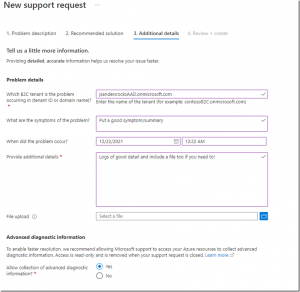 New support request
1. Problem description
2. Recommended solution
3. Additional details
4. Review + create
Tell us a little more information.
Providing detailed, accurate information helps us resolve your issue faster.
Problem details
Which B2C tenant is the problem
occurring in (tenant ID or domain name)?
*
jsandersrocksAAD.onmicrosoft.com
Enter the name of the tenant (for example: contosoB2C.onmicrosoft.com)
What are the symptoms of the problem? *
Put a good symptom/summary
When did the problem occur?
12/22/2021
12:22 AM
Provide additional details *
Lots of good detail and include a file too if you need to!
File upload
Select a file
Advanced diagnostic information
To enable faster resolution, we recommend allowing Microsoft support to access your Azure resources to collect advanced
diagnostic information. Access is read-only and is removed when your support request is closed. Learn more
Allow collection of advanced diagnostic
information? *
Yes
No